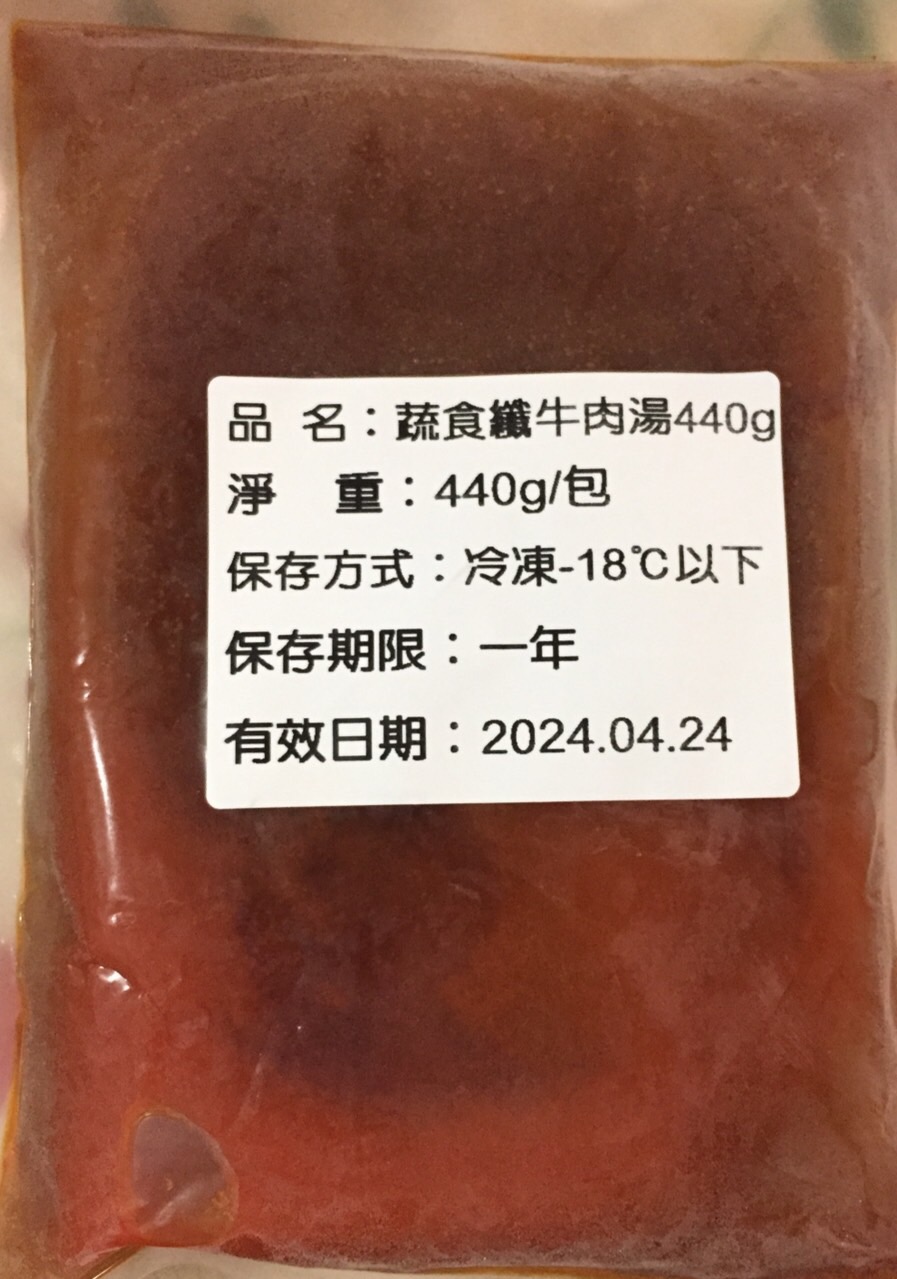 品 名：蔬食纖牛肉湯440g
淨 重：440g/包
保存方式：冷凍-18℃以下
保存期限：一年
有效日期：2024.04.24